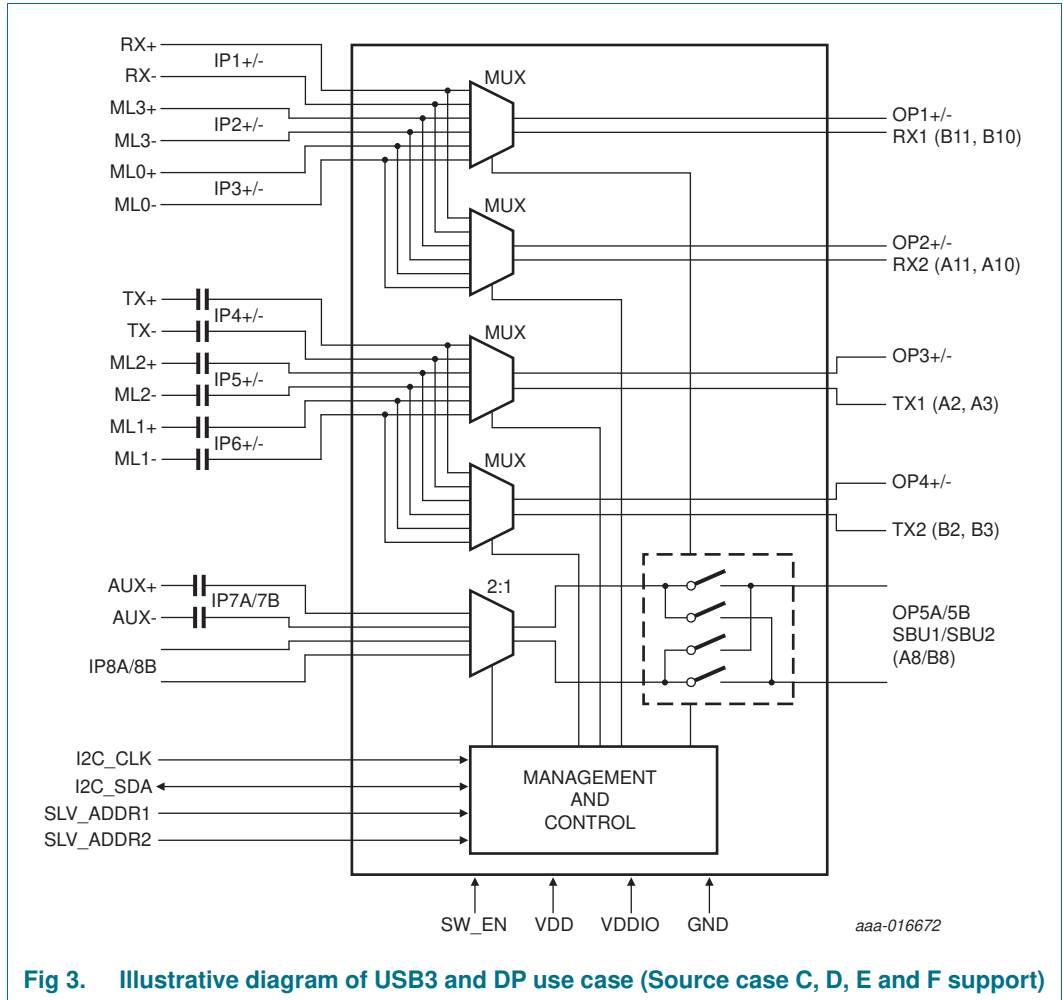 RX+
IP1+/-
RX-
ML3+
IP2+/-
ML3-
ML0+
IP3+/-
ML0-
MUX
OP1+/-
RX1 (B11, B10)
MUX
OP2+/-
RX2 (A11, A10)
TX+
IP4+/-
TX-
ML2+
IP5+/-
ML2-
ML1+
IP6+/-
ML1-
MUX
OP3+/-
TX1 (A2, A3)
MUX
OP4+/-
TX2 (B2, B3)
AUX+
IP7A/7B
AUX-
IP8A/8B
2:1
OP5A/5B
SBU1/SBU2
(A8/B8)
I2C_CLK
I2C_SDA
SLV_ADDR1
SLV_ADDR2
MANAGEMENT
AND
CONTROL
SW_EN
VDD
VDDIO
GND
aaa-016672
Fig 3. Illustrative diagram of USB3 and DP use case (Source case C, D, E and F support)